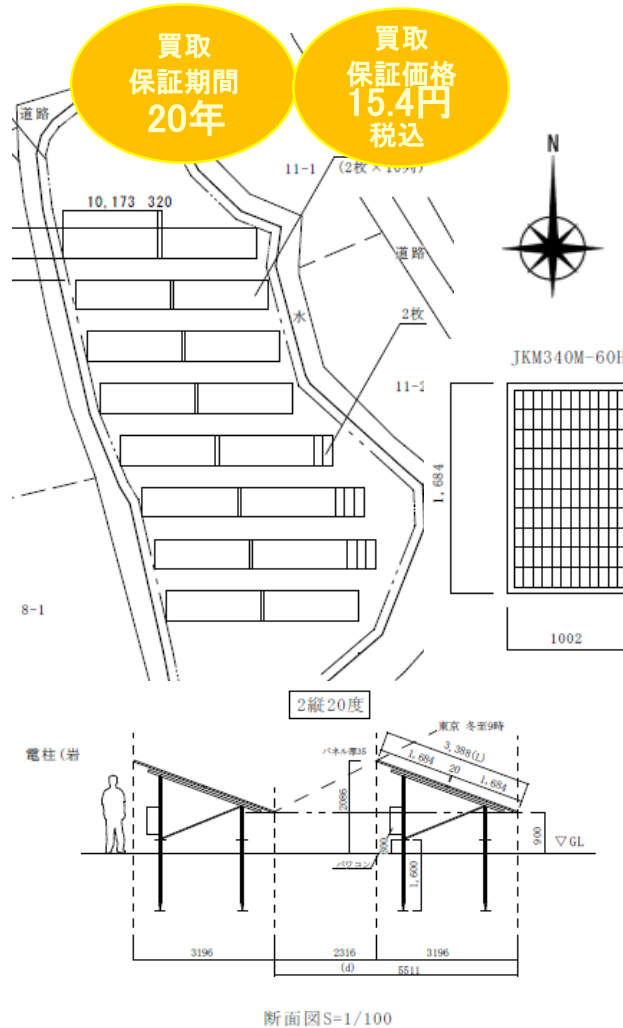 買取
保証期間
20年
買取
保証価格
15.4円
税込
道路
11-1
(2枚×10列)
10,173 320
N
道路
水
2枚
JKM340M-60H
11-2
1,684
8-1
1002
2縦20度
東京 冬至9時
電柱(岩
パネル厚35
3,388(L)
1,684 20 1,684
2086
900
▽GL
パワコン
1,600
3196
2316
3196
(d)
5511
断面図S=1/100